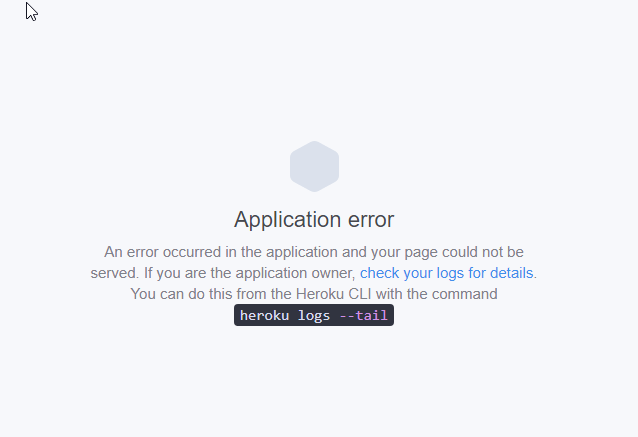 Application error
An error occurred in the application and your page could not be
served. If you are the application owner, check your logs for details.
You can do this from the Heroku CLI with the command
heroku logs --tail